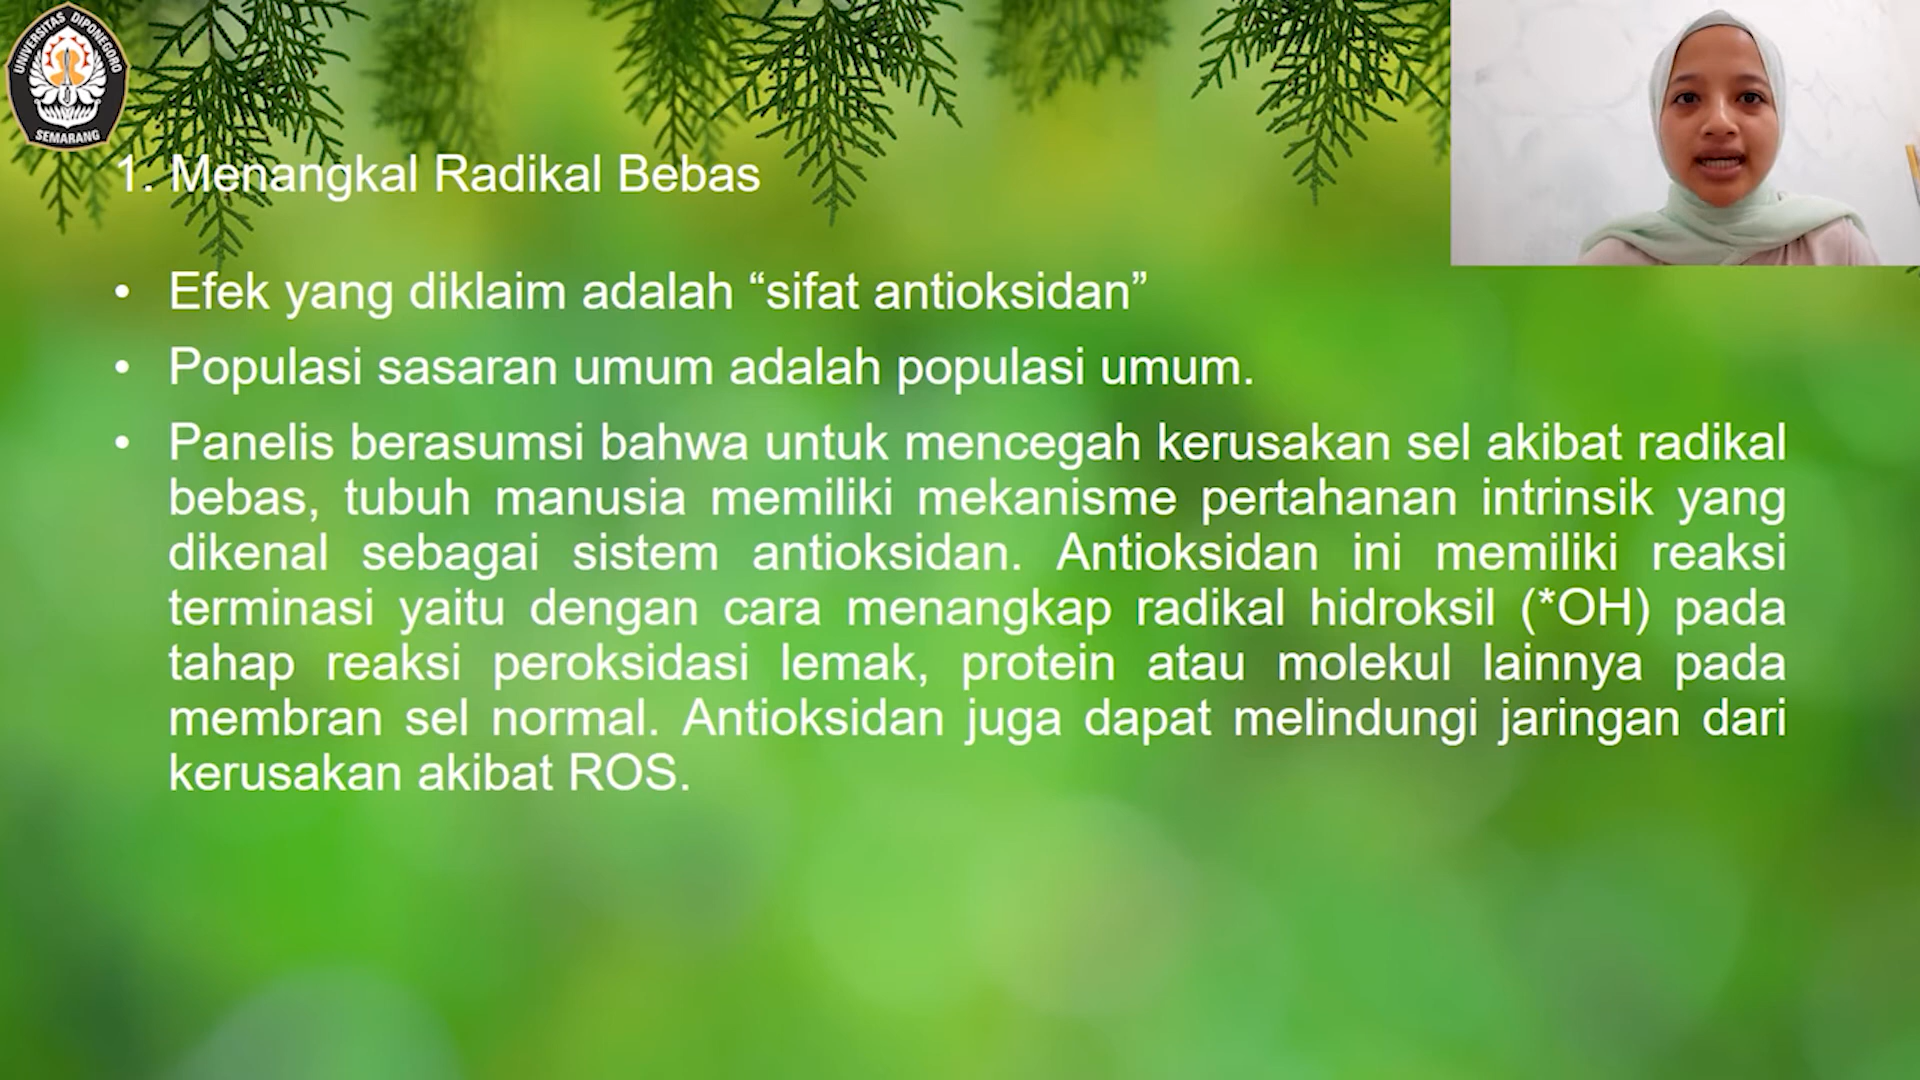 UNIVERSITAS DIPONEGORO
SEMARANG
1. Menangkal Radikal Bebas
• Efek yang diklaim adalah “sifat antioksidan”
• Populasi sasaran umum adalah populasi umum.
• Panelis berasumsi bahwa untuk mencegah kerusakan sel akibat radikal
bebas, tubuh manusia memiliki mekanisme pertahanan intrinsik yang
dikenal sebagai sistem antioksidan. Antioksidan ini memiliki reaksi
terminasi yaitu dengan cara menangkap radikal hidroksil (*OH) pada
tahap reaksi peroksidasi lemak, protein atau molekul lainnya pada
membran sel normal. Antioksidan juga dapat melindungi jaringan dari
kerusakan akibat ROS.